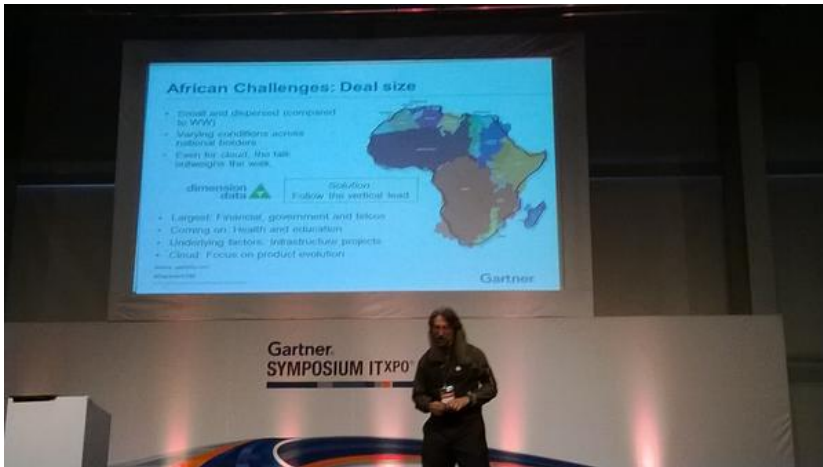 African Challenges: Deal size
• Small and dispersed (compared
to WW)
• Varying conditions across
national borders
• Even for cloud, the talk
outweighs the walk
dimension
data
Solution
Follow the vertical lead
• Largest: Financial, government and telcos
• Coming on: Health and education
• Underlying factors: Infrastructure projects
• Cloud: Focus on product evolution
Gartner
Gartner
SYMPOSIUM ITXPO